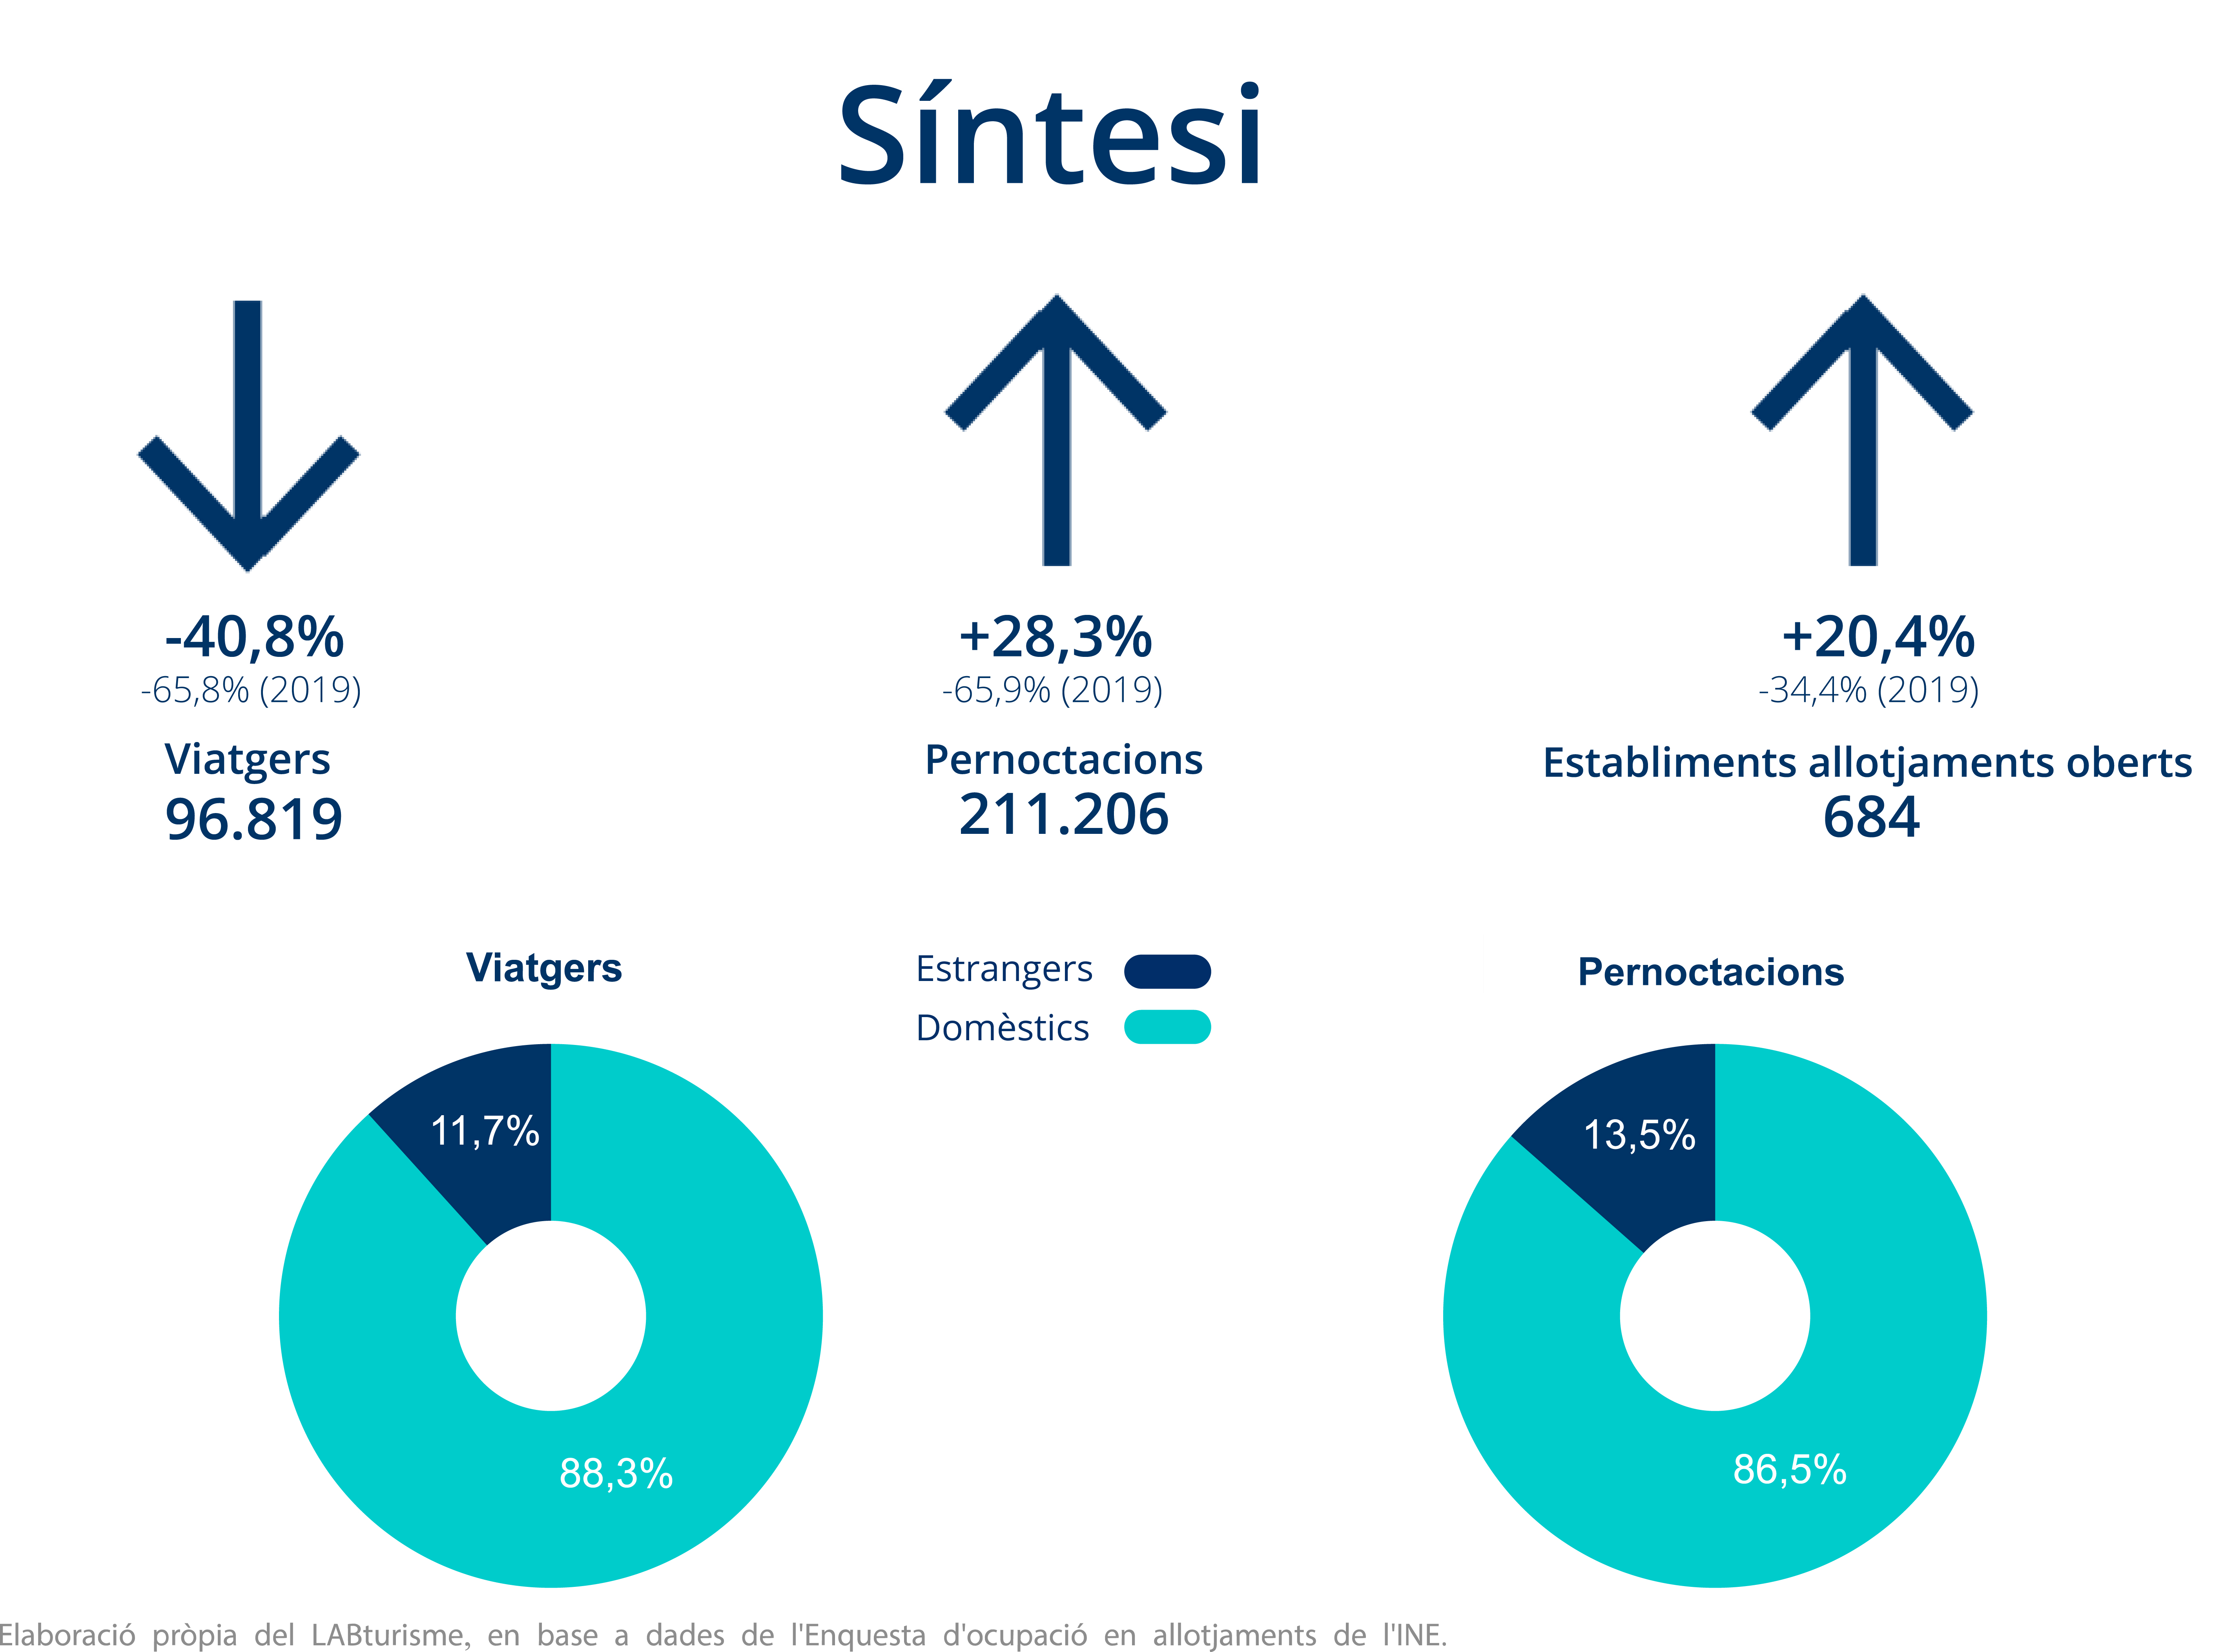 Síntesi
-40,8%
-65,8% (2019)
Viatgers
96.819
+28,3%
-65,9% (2019)
Pernoctacions
211.206
+20,4%
-34,4% (2019)
Establiments allotjaments oberts
684
Viatgers
11,7%
88,3%
Estrangers
Domèstics
Pernoctacions
13,5%
86,5%
Elaboració pròpia del LABturisme, en base a dades de l'Enquesta d'ocupació en allotjaments de l'INE.